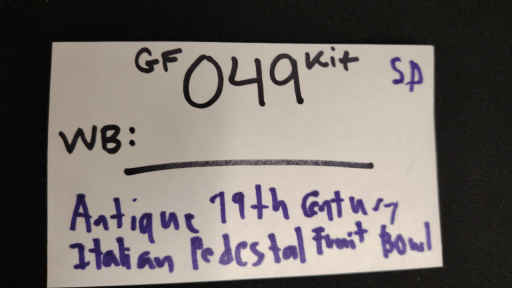 GF 049 Kit SD
WB:
Antique 19th Century
Italian Pedestal Fruit Bowl